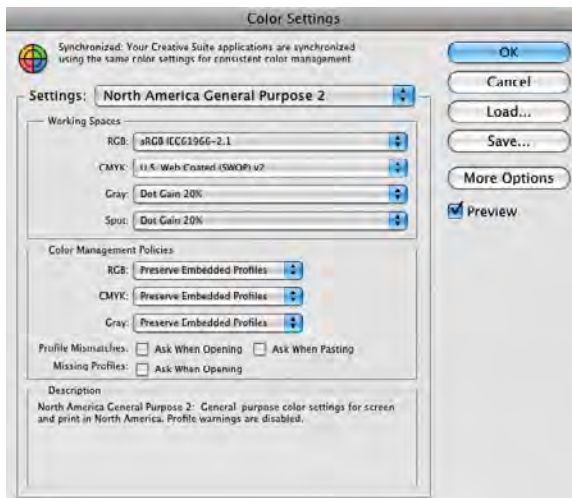 Color Settings
Synchronized: Your Creative Suite applications are synchronized
using the same color settings for consistent color management
OK
Cancel
Load...
Save...
More Options
Preview
Settings: North America General Purpose 2
Working Spaces
RGB: sRGB IEC61966-2.1
CMYK: U.S. Web Coated (SWOP) v2
Gray: Dot Gain 20%
Spot: Dot Gain 20%
Color Management Policies
RGB: Preserve Embedded Profiles
CMYK: Preserve Embedded Profiles
Gray: Preserve Embedded Profiles
Profile Mismatches: Ask When Opening Ask When Pasting
Missing Profiles: Ask When Opening
Description
North America General Purpose 2: General purpose color settings for screen
and print in North America. Profile warnings are disabled.